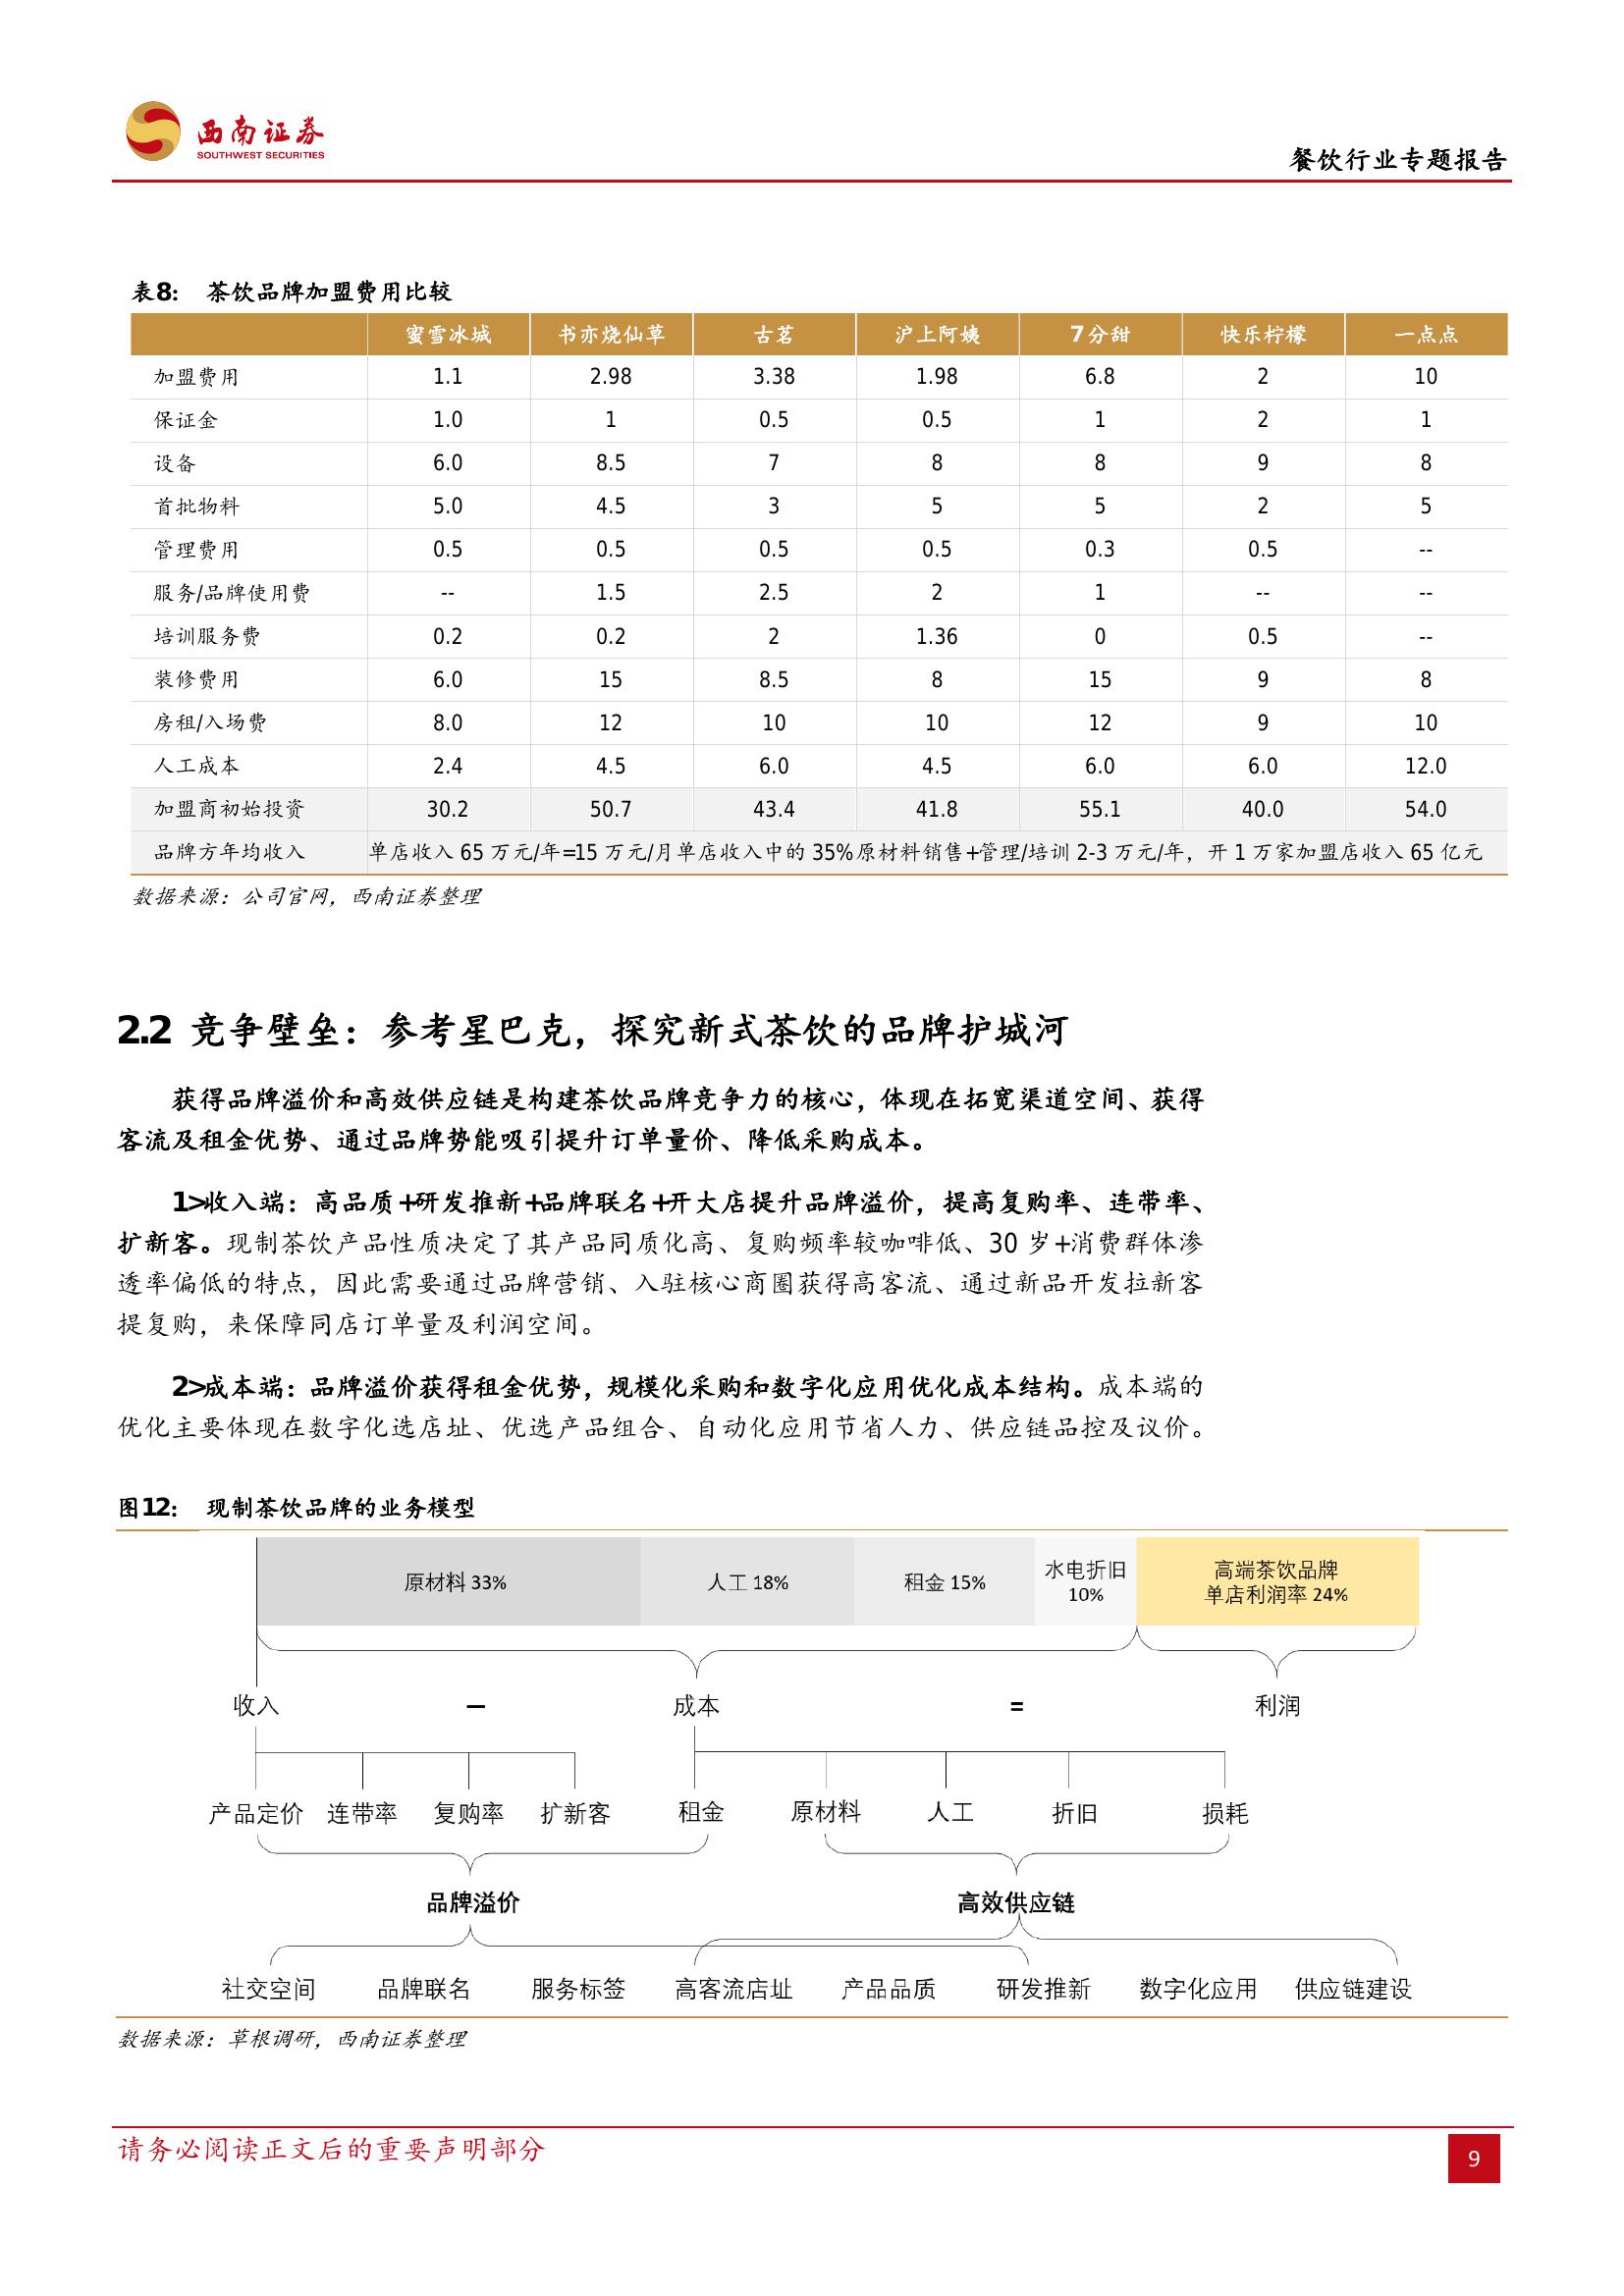 西南证券
SOUTHWEST SECURITIES
餐饮行业专题报告
表8： 茶饮品牌加盟费用比较
蜜雪冰城 书亦烧仙草 古茗 沪上阿姨 7分甜 快乐柠檬 一点点
加盟费用 1.1 2.98 3.38 1.98 6.8 2 10
保证金 1.0 1 0.5 0.5 1 2 1
设备 6.0 8.5 7 8 8 9 8
首批物料 5.0 4.5 3 5 5 2 5
管理费用 0.5 0.5 0.5 0.5 0.3 0.5 --
服务/品牌使用费 -- 1.5 2.5 2 1 -- --
培训服务费 0.2 0.2 2 1.36 0 0.5 --
装修费用 6.0 15 8.5 8 15 9 8
房租/入场费 8.0 12 10 10 12 9 10
人工成本 2.4 4.5 6.0 4.5 6.0 6.0 12.0
加盟商初始投资 30.2 50.7 43.4 41.8 55.1 40.0 54.0
品牌方年均收入 单店收入 65 万元/年=15 万元/月单店收入中的 35%原材料销售+管理/培训 2-3 万元/年，开 1 万家加盟店收入 65 亿元
数据来源：公司官网，西南证券整理
2.2 竞争壁垒：参考星巴克，探究新式茶饮的品牌护城河
获得品牌溢价和高效供应链是构建茶饮品牌竞争力的核心，体现在拓宽渠道空间、获得
客流及租金优势、通过品牌势能吸引提升订单量价、降低采购成本。
1>收入端：高品质+研发推新+品牌联名+开大店提升品牌溢价，提高复购率、连带率、
扩新客。现制茶饮产品性质决定了其产品同质化高、复购频率较咖啡低、30 岁+消费群体渗
透率偏低的特点，因此需要通过品牌营销、入驻核心商圈获得高客流、通过新品开发拉新客
提复购，来保障同店订单量及利润空间。
2>成本端：品牌溢价获得租金优势，规模化采购和数字化应用优化成本结构。成本端的
优化主要体现在数字化选店址、优选产品组合、自动化应用节省人力、供应链品控及议价。
图12： 现制茶饮品牌的业务模型
原材料 33% 人工 18% 租金 15% 水电折旧 10% 高端茶饮品牌 单店利润率 24%
收入 — 成本 = 利润
产品定价 连带率 复购率 扩新客 租金 原材料 人工 折旧 损耗
品牌溢价 高效供应链
社交空间 品牌联名 服务标签 高客流店址 产品品质 研发推新 数字化应用 供应链建设
数据来源：草根调研，西南证券整理
请务必阅读正文后的重要声明部分
9